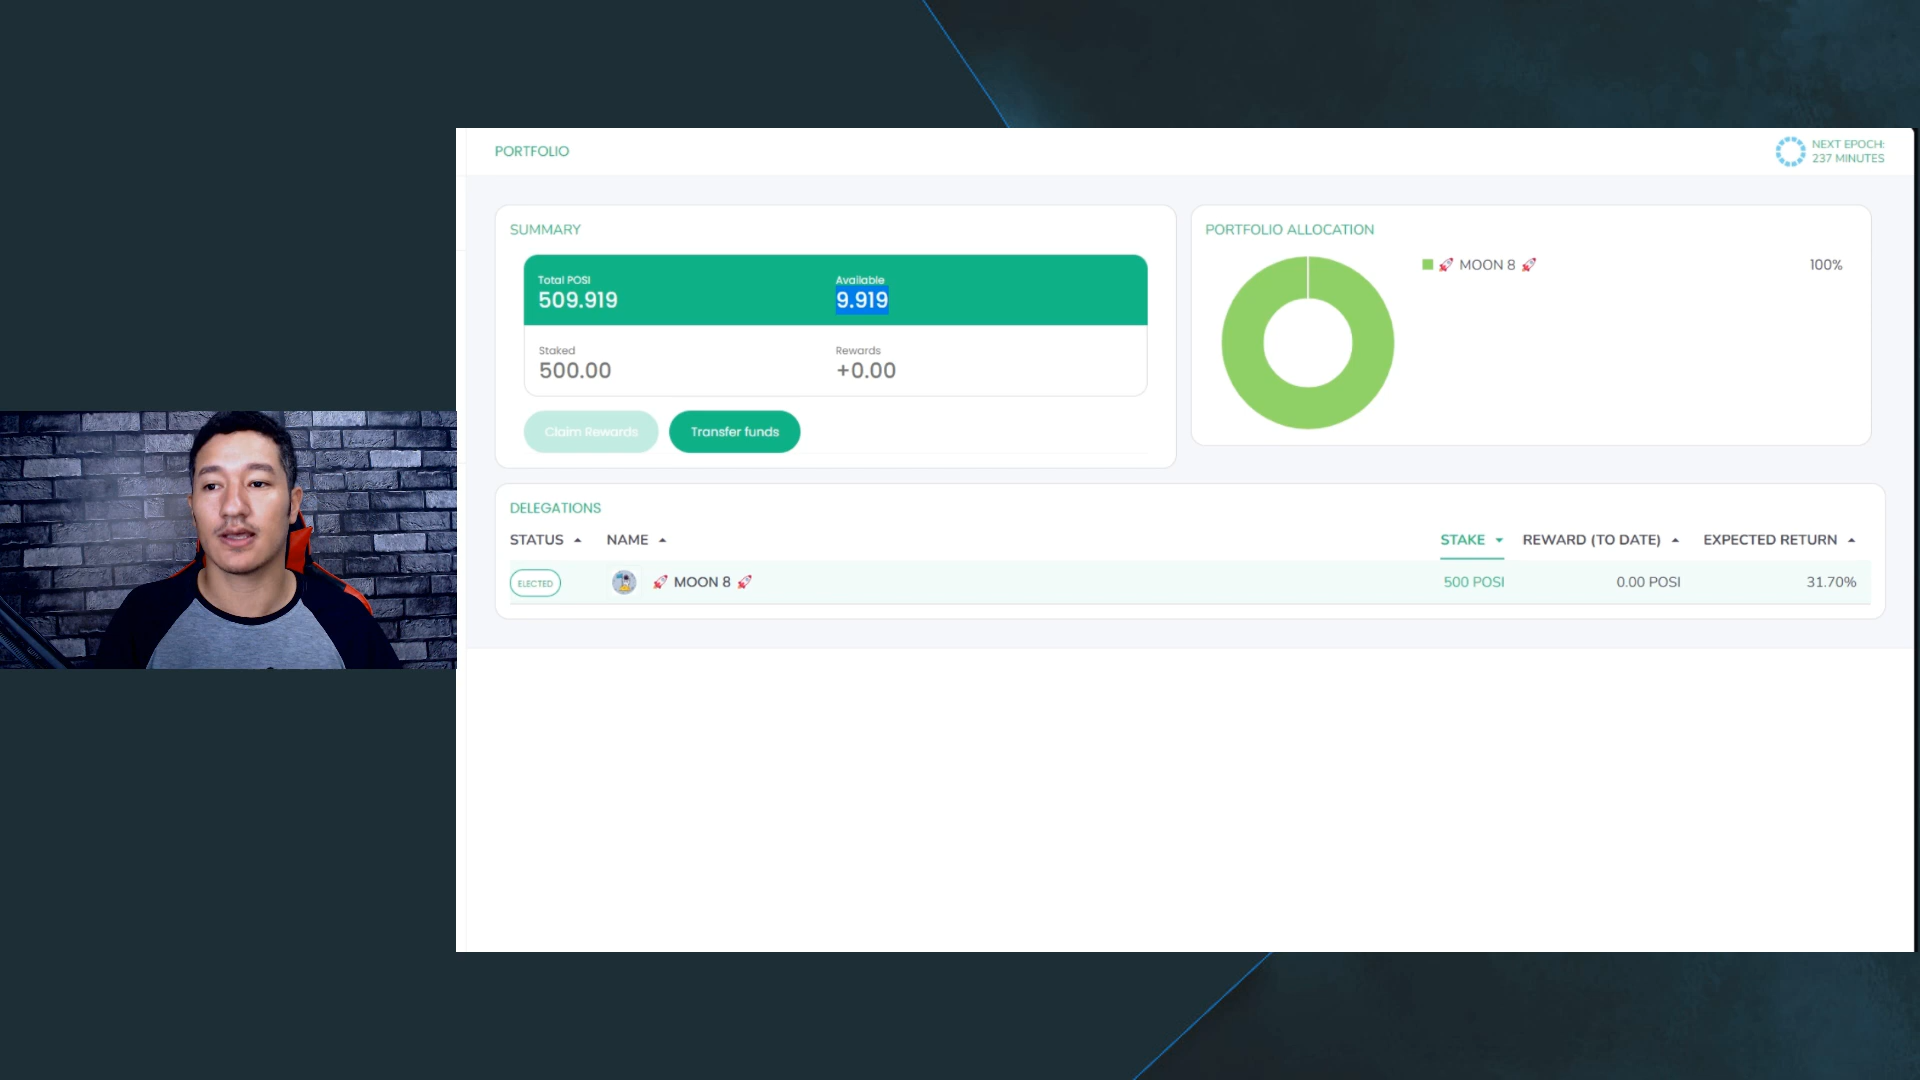 PORTFOLIO
NEXT EPOCH:
237 MINUTES
SUMMARY
Total POSI
509.919
Available
9.919
Staked
500.00
Rewards
+0.00
Claim Rewards
Transfer funds
PORTFOLIO ALLOCATION
🚀 MOON 8 🚀 100%
DELEGATIONS
STATUS NAME STAKE REWARD (TO DATE) EXPECTED RETURN
ELECTED 🚀 MOON 8 🚀 500 POSI 0.00 POSI 31.70%